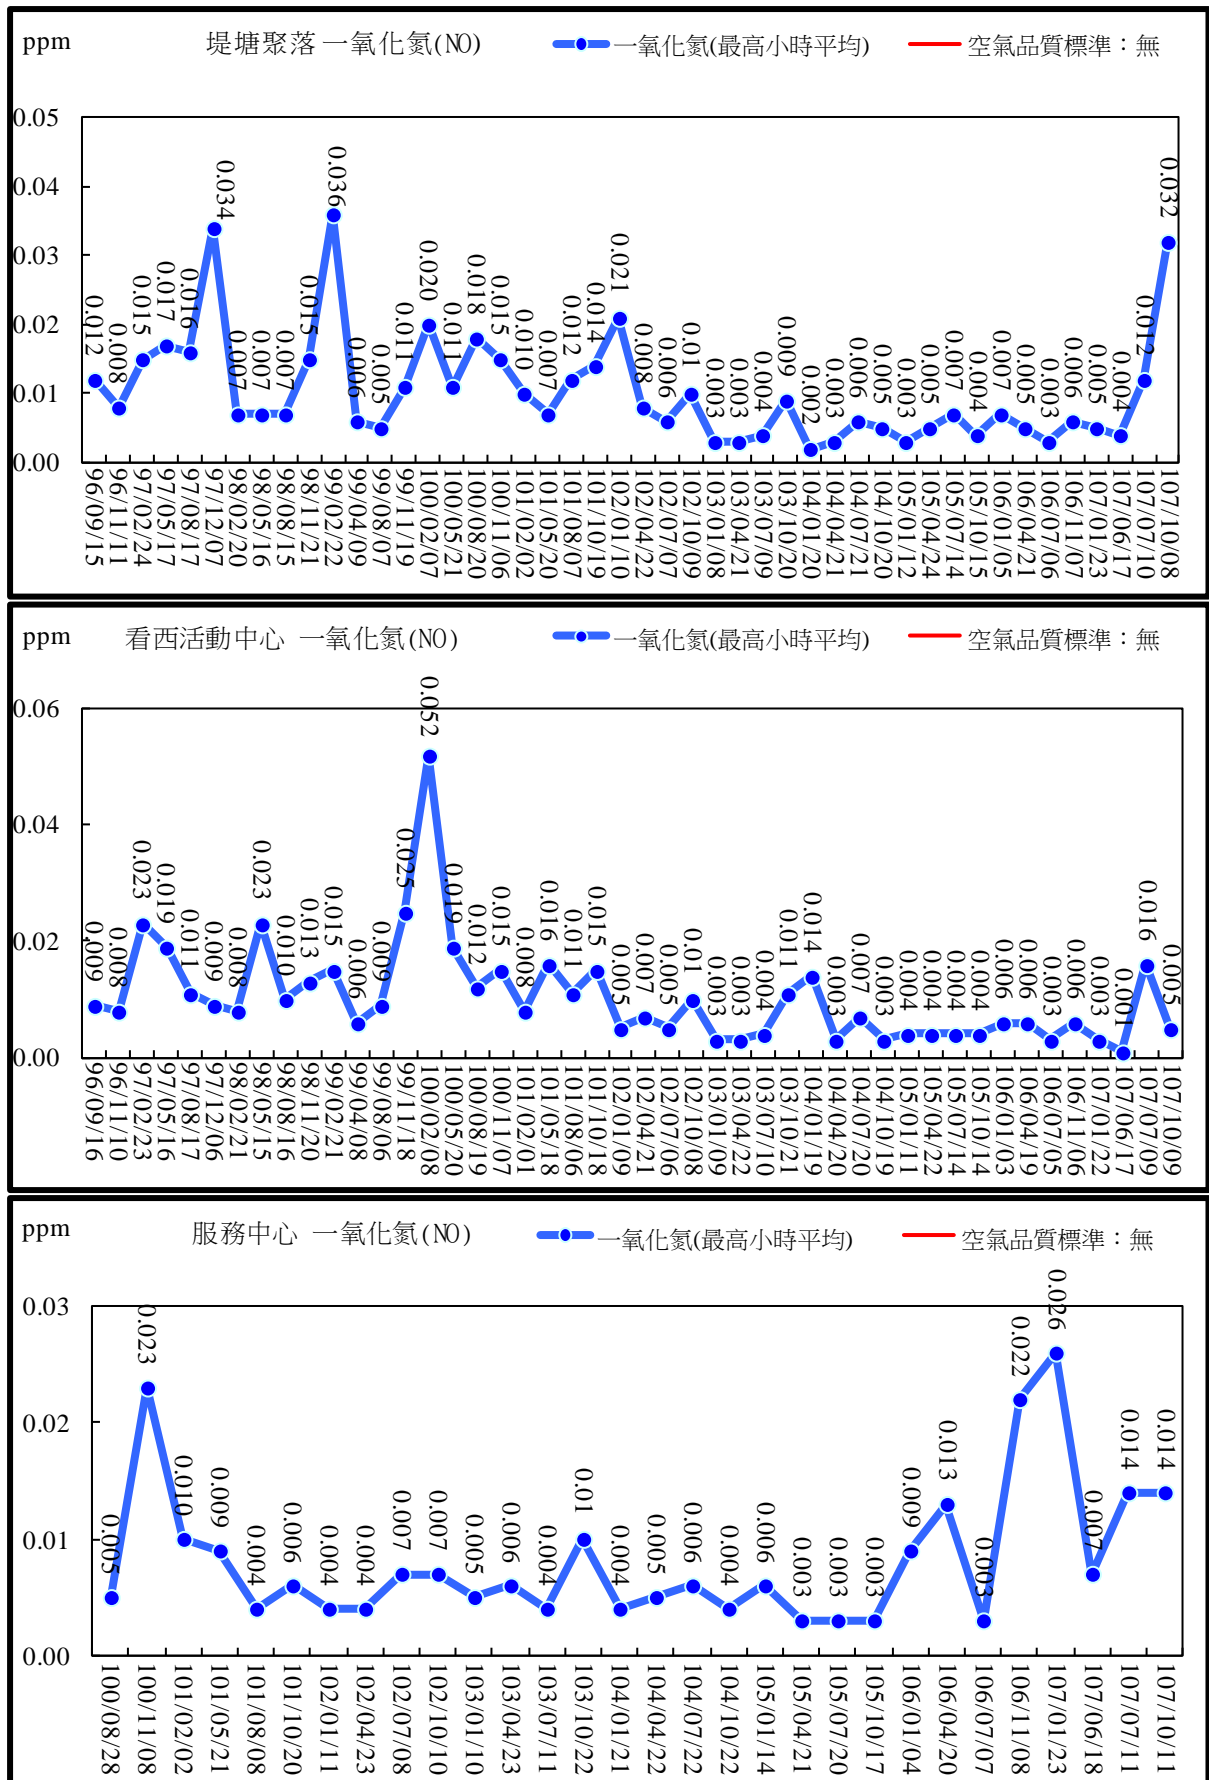 ppm 堤塘聚落 一氧化氮(NO) 一氧化氮(最高小時平均) 空氣品質標準：無
0.05
0.04
0.03
0.02
0.01
0.00
0.012 0.008 0.015 0.017 0.016 0.034 0.007 0.007 0.007 0.015 0.036 0.006 0.005 0.011 0.020 0.011 0.018 0.015 0.010 0.007 0.012 0.014 0.021 0.008 0.006 0.01 0.003 0.003 0.004 0.009 0.002 0.003 0.006 0.005 0.003 0.005 0.007 0.004 0.007 0.005 0.003 0.006 0.005 0.004 0.012 0.032
96/09/15 96/11/11 97/02/24 97/05/17 97/08/17 97/12/07 98/02/20 98/05/16 98/08/15 98/11/21 99/02/22 99/04/09 99/08/07 99/11/19 100/02/07 100/05/21 100/08/20 100/11/06 101/02/02 101/05/20 101/08/07 101/10/19 102/01/10 102/04/22 102/07/07 102/10/09 103/01/08 103/04/21 103/07/09 103/10/20 104/01/20 104/04/21 104/07/21 104/10/20 105/01/12 105/04/24 105/07/14 105/10/15 106/01/05 106/04/21 106/07/06 106/11/07 107/01/23 107/06/17 107/07/10 107/10/08
ppm 看西活動中心 一氧化氮(NO) 一氧化氮(最高小時平均) 空氣品質標準：無
0.06
0.04
0.02
0.00
0.009 0.008 0.023 0.019 0.011 0.009 0.008 0.023 0.010 0.013 0.015 0.006 0.009 0.025 0.052 0.019 0.012 0.015 0.008 0.016 0.011 0.015 0.005 0.007 0.005 0.01 0.003 0.003 0.004 0.011 0.014 0.003 0.007 0.003 0.004 0.004 0.004 0.004 0.006 0.006 0.003 0.006 0.003 0.001 0.016 0.005
96/09/16 96/11/10 97/02/23 97/05/16 97/08/17 97/12/06 98/02/21 98/05/15 98/08/16 98/11/20 99/02/21 99/04/08 99/08/06 99/11/18 100/02/08 100/05/20 100/08/19 100/11/07 101/02/01 101/05/18 101/08/06 101/10/18 102/01/09 102/04/21 102/07/06 102/10/08 103/01/09 103/04/22 103/07/10 103/10/21 104/01/19 104/04/20 104/07/20 104/10/19 105/01/11 105/04/22 105/07/14 105/10/14 106/01/03 106/04/19 106/07/05 106/11/06 107/01/22 107/06/17 107/07/09 107/10/09
ppm 服務中心 一氧化氮(NO) 一氧化氮(最高小時平均) 空氣品質標準：無
0.03
0.02
0.01
0.00
0.005 0.023 0.010 0.009 0.004 0.006 0.004 0.004 0.007 0.007 0.005 0.006 0.004 0.01 0.004 0.005 0.006 0.004 0.006 0.003 0.003 0.003 0.009 0.013 0.003 0.022 0.026 0.007 0.014 0.014
100/08/28 100/11/08 101/02/02 101/05/21 101/08/08 101/10/20 102/01/11 102/04/23 102/07/08 102/10/10 103/01/10 103/04/23 103/07/11 103/10/22 104/01/21 104/04/22 104/07/22 104/10/22 105/01/14 105/04/21 105/07/20 105/10/17 106/01/04 106/04/20 106/07/07 106/11/08 107/01/23 107/06/18 107/07/11 107/10/11